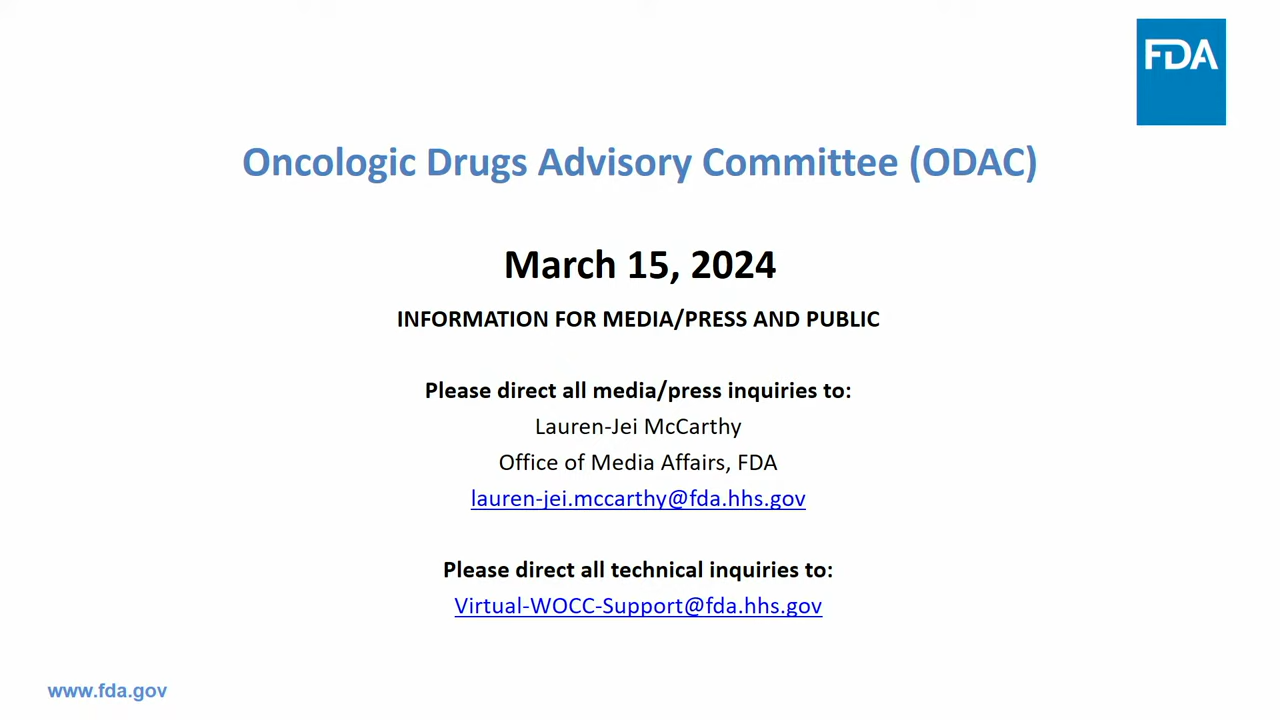 FDA
Oncologic Drugs Advisory Committee (ODAC)
March 15, 2024
INFORMATION FOR MEDIA/PRESS AND PUBLIC
Please direct all media/press inquiries to:
Lauren-Jei McCarthy
Office of Media Affairs, FDA
lauren-jei.mccarthy@fda.hhs.gov
Please direct all technical inquiries to:
Virtual-WOCC-Support@fda.hhs.gov
www.fda.gov